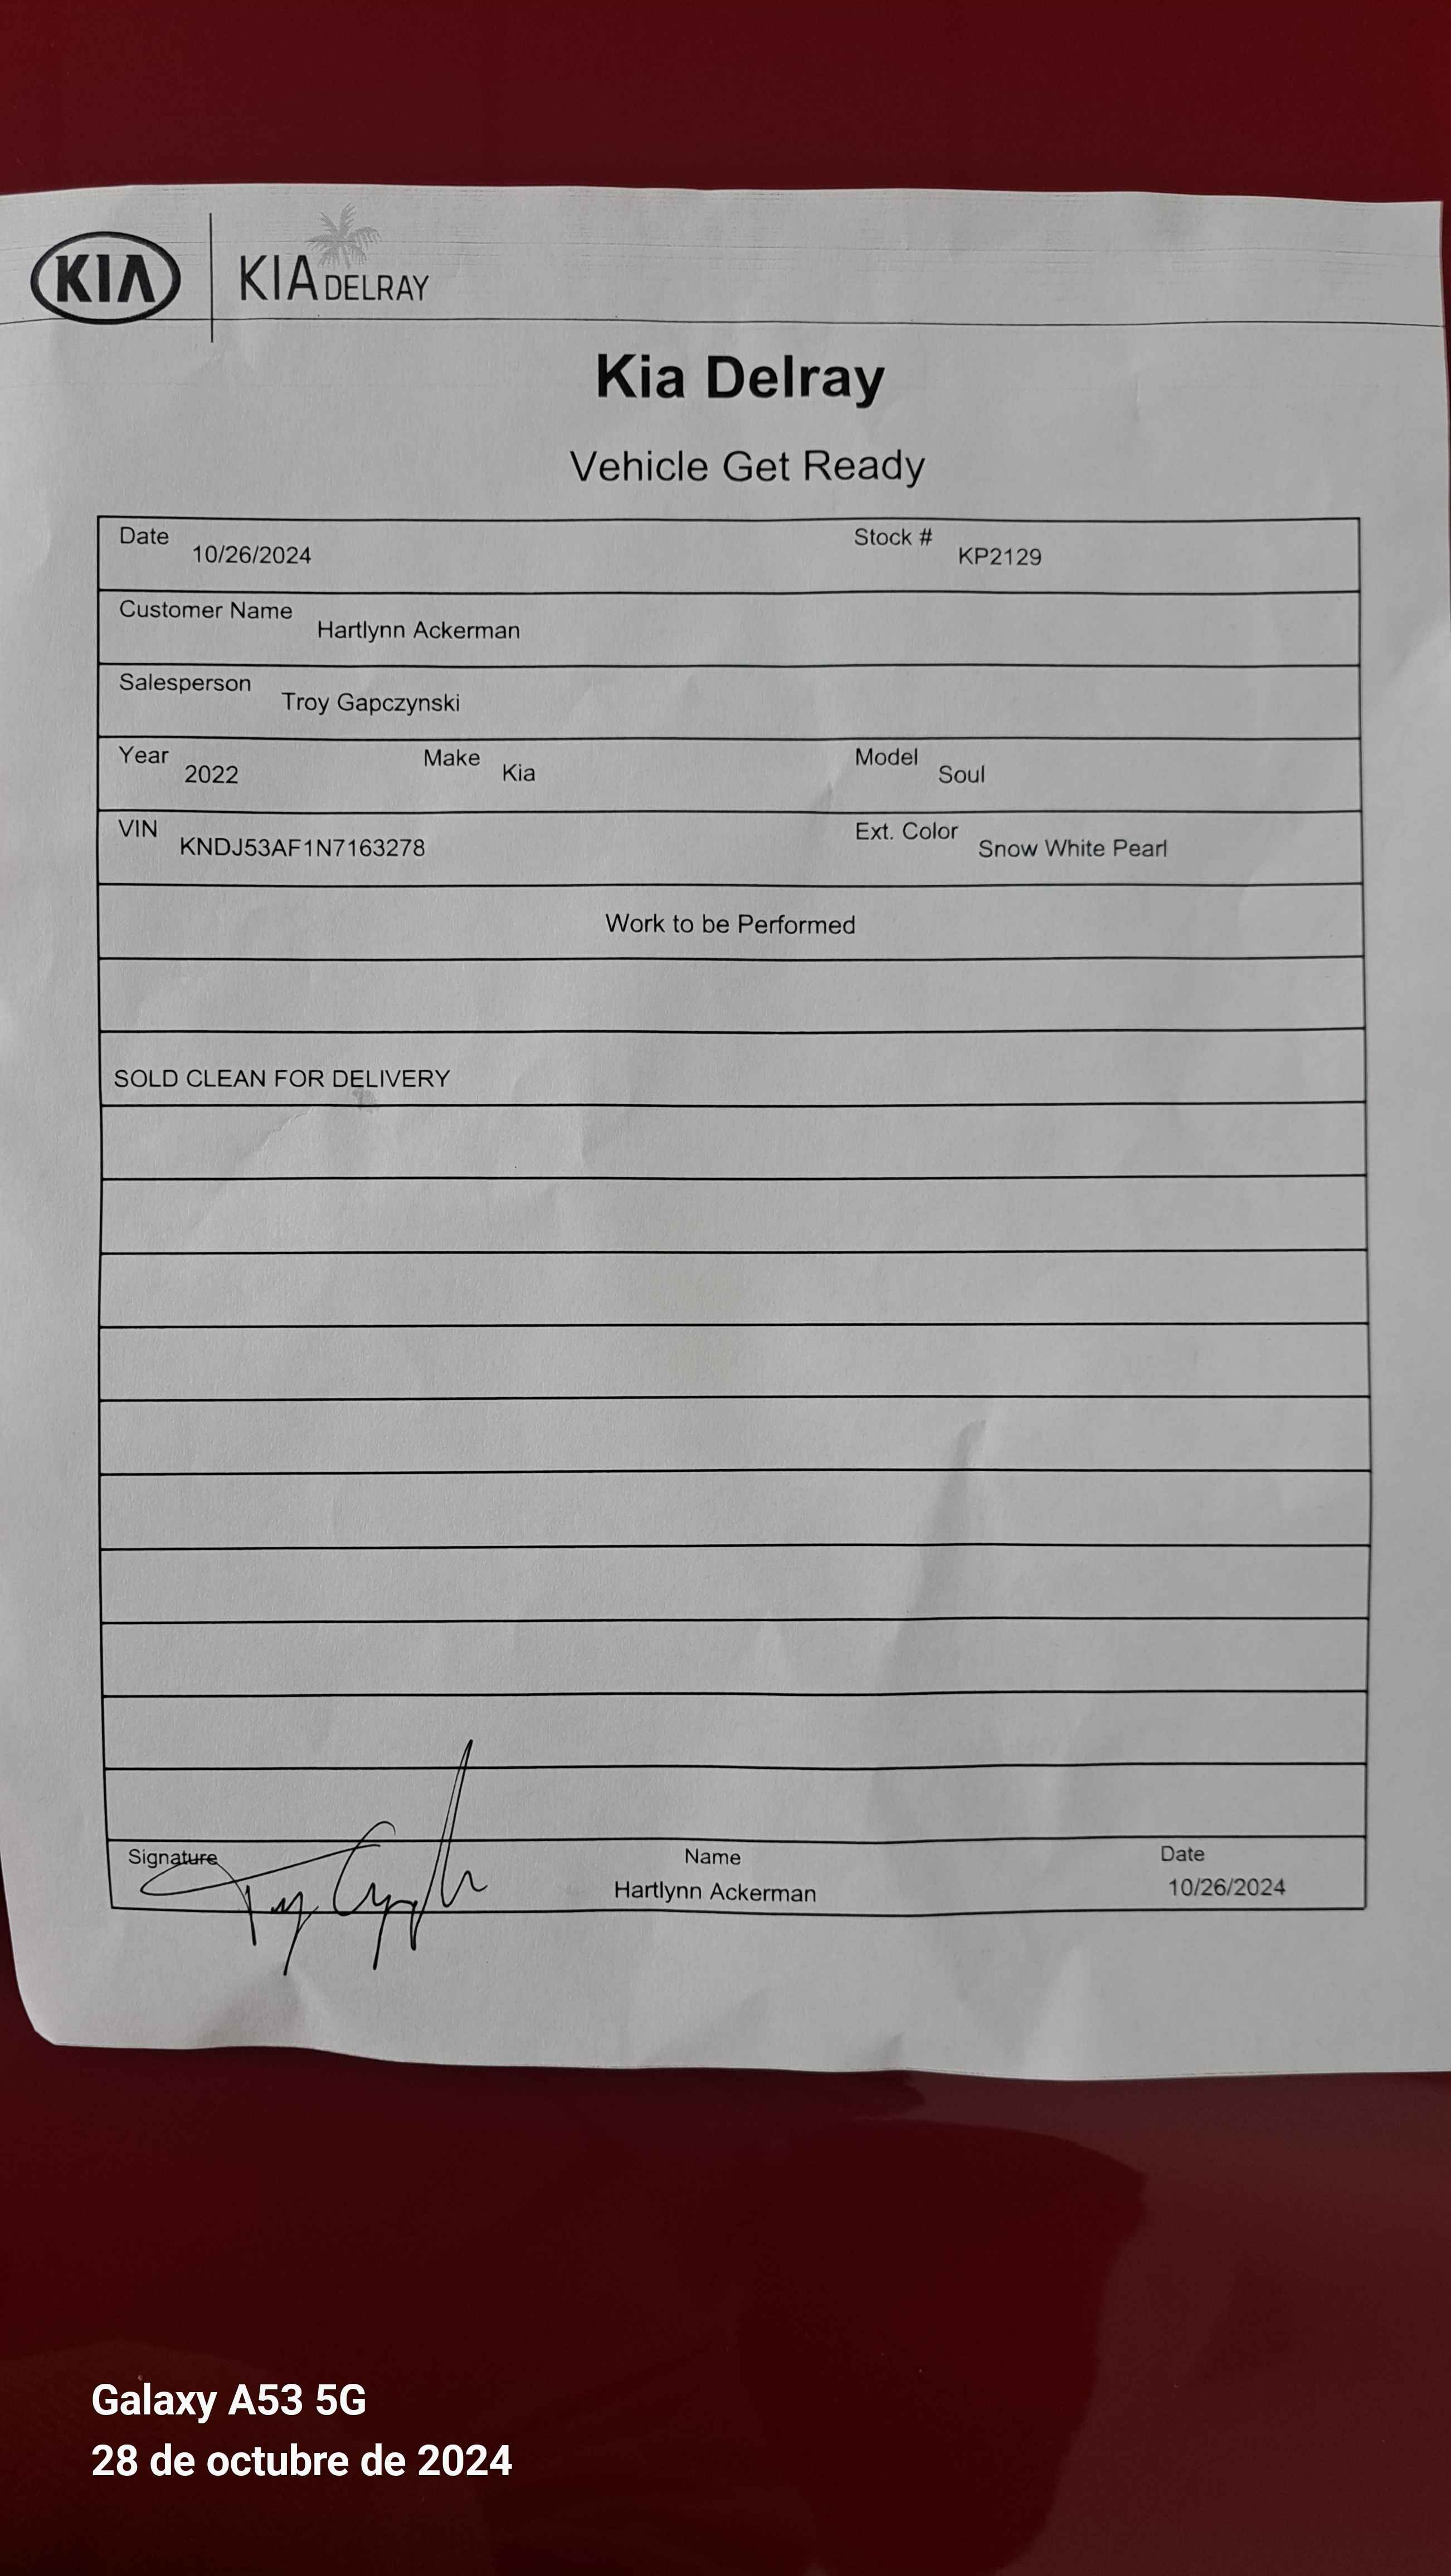 KIA
KIA DELRAY
Kia Delray
Vehicle Get Ready
Date 10/26/2024 Stock # KP2129
Customer Name Hartlynn Ackerman
Salesperson Troy Gapczynski
Year 2022 Make Kia Model Soul
VIN KNDJ53AF1N7163278 Ext. Color Snow White Pearl
Work to be Performed
SOLD CLEAN FOR DELIVERY
Signature Name Date
Hartlynn Ackerman 10/26/2024
Galaxy A53 5G
28 de octubre de 2024